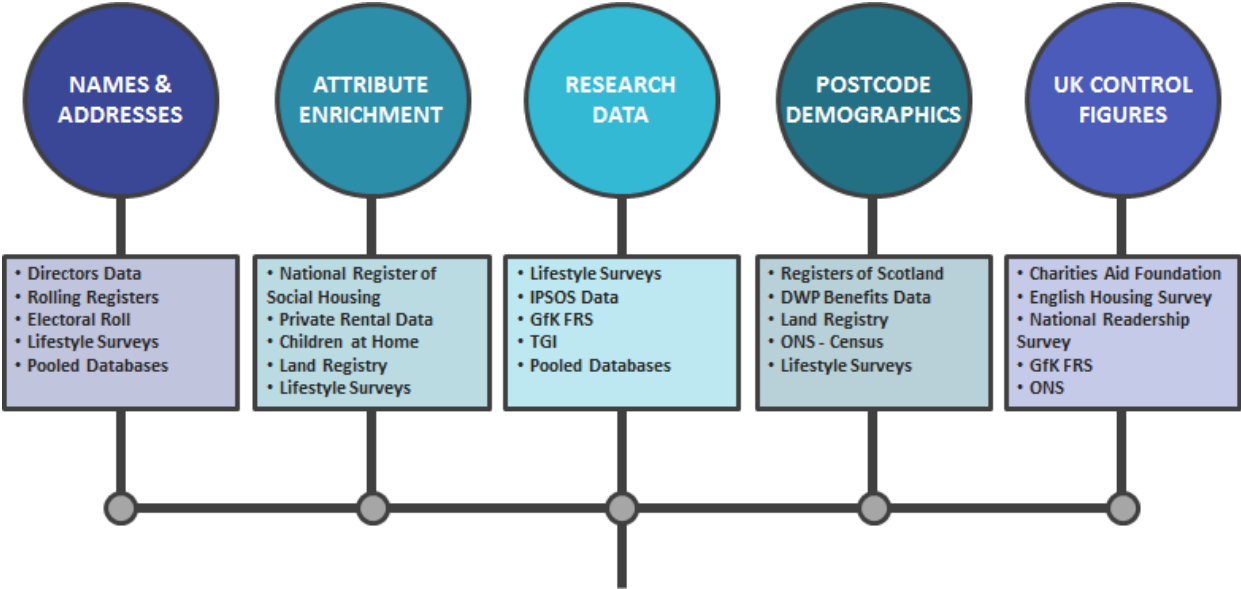 NAMES &
ADDRESSES
• Directors Data
• Rolling Registers
• Electoral Roll
• Lifestyle Surveys
• Pooled Databases
ATTRIBUTE
ENRICHMENT
• National Register of
Social Housing
• Private Rental Data
• Children at Home
• Land Registry
• Lifestyle Surveys
RESEARCH
DATA
• Lifestyle Surveys
• IPSOS Data
• GfK FRS
• TGI
• Pooled Databases
POSTCODE
DEMOGRAPHICS
• Registers of Scotland
• DWP Benefits Data
• Land Registry
• ONS - Census
• Lifestyle Surveys
UK CONTROL
FIGURES
• Charities Aid Foundation
• English Housing Survey
• National Readership
Survey
• GfK FRS
• ONS